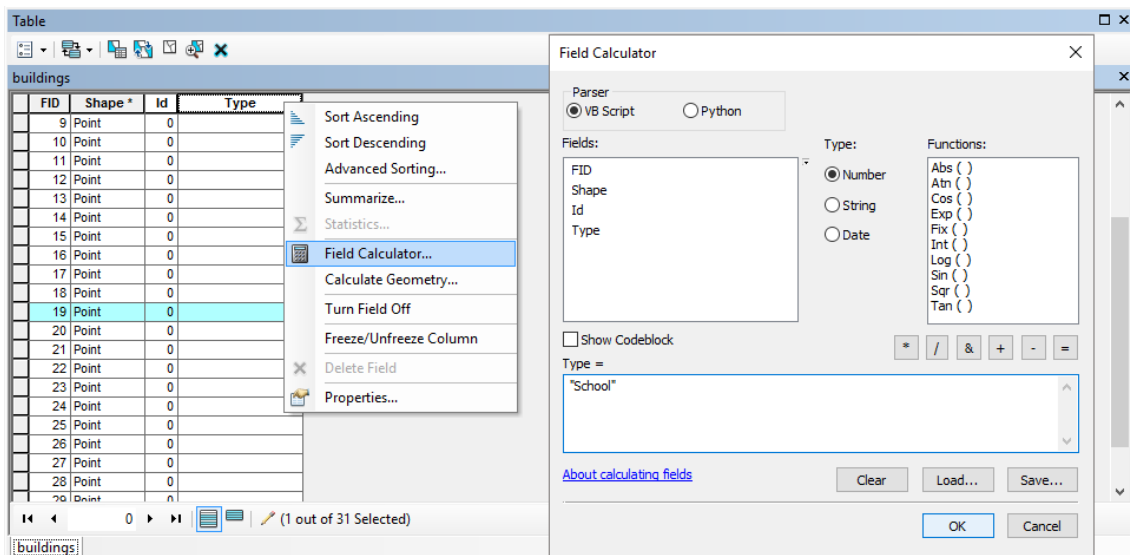 Table
buildings
FID Shape * Id Type
9 Point 0
10 Point 0
11 Point 0
12 Point 0
13 Point 0
14 Point 0
15 Point 0
16 Point 0
17 Point 0
18 Point 0
19 Point 0
20 Point 0
21 Point 0
22 Point 0
23 Point 0
24 Point 0
25 Point 0
26 Point 0
27 Point 0
28 Point 0
29 Point 0
0 (1 out of 31 Selected)
buildings
Sort Ascending
Sort Descending
Advanced Sorting...
Summarize...
Σ Statistics...
Field Calculator...
Calculate Geometry...
Turn Field Off
Freeze/Unfreeze Column
Delete Field
Properties...
Field Calculator
Parser
VB Script Python
Fields:
FID
Shape
Id
Type
Type:
Number
String
Date
Functions:
Abs ( )
Atn ( )
Cos ( )
Exp ( )
Fix ( )
Int ( )
Log ( )
Sin ( )
Sqr ( )
Tan ( )
Show Codeblock
* / & + - =
Type =
"School"
About calculating fields
Clear Load... Save...
OK Cancel